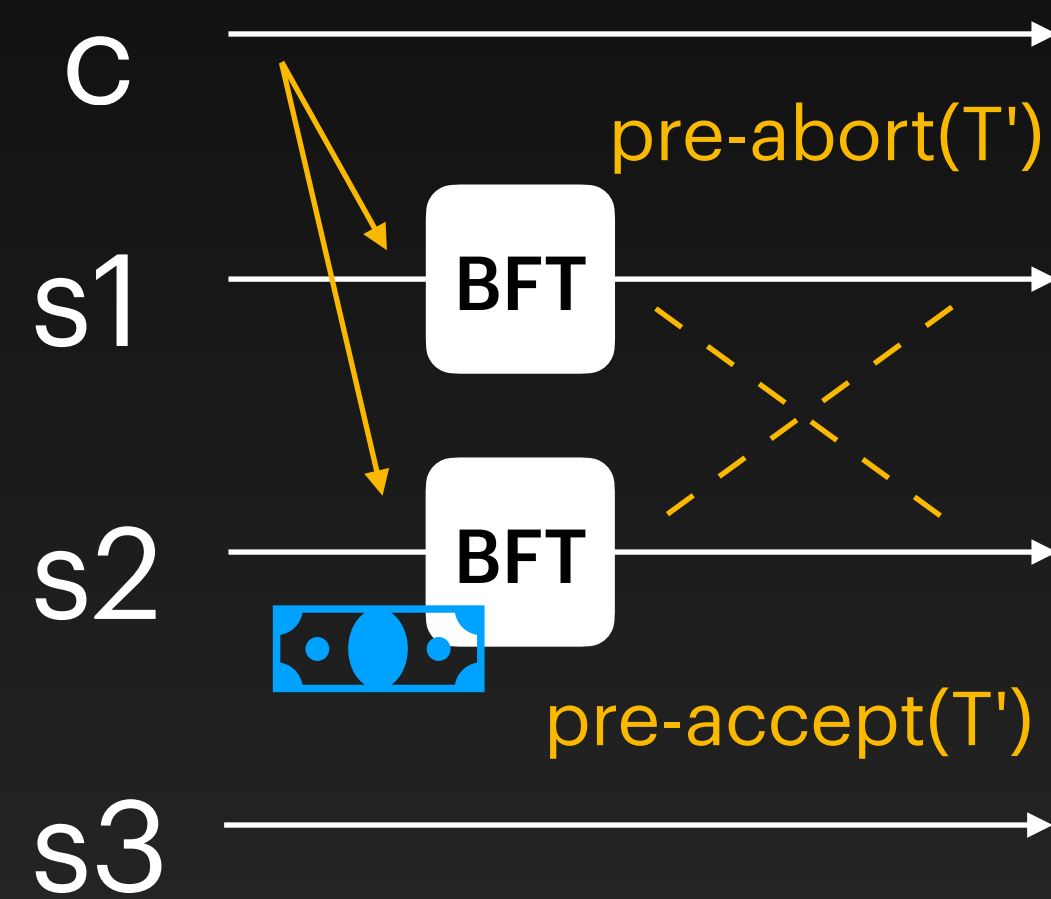 c
pre-abort(T')
s1
BFT
s2
BFT
pre-accept(T')
s3